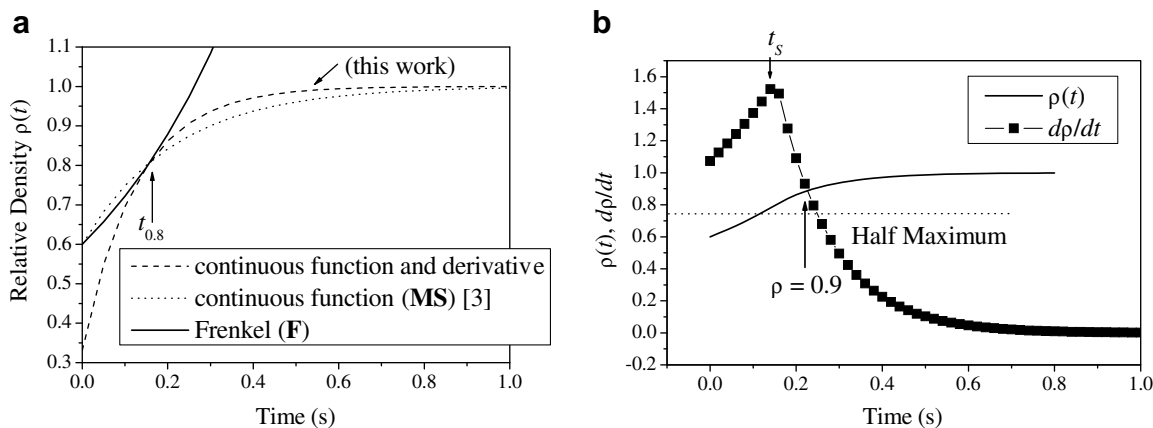 a
1.1
1.0
0.9
0.8
0.7
0.6
0.5
0.4
0.3
Relative Density ρ(t)
(this work)
t0.8
continuous function and derivative
continuous function (MS) [3]
Frenkel (F)
0.0 0.2 0.4 0.6 0.8 1.0
Time (s)
b
tS
1.6
1.4
1.2
1.0
0.8
0.6
0.4
0.2
0.0
-0.2
ρ(t), dρ/dt
ρ(t)
dρ/dt
Half Maximum
ρ = 0.9
0.0 0.2 0.4 0.6 0.8 1.0
Time (s)